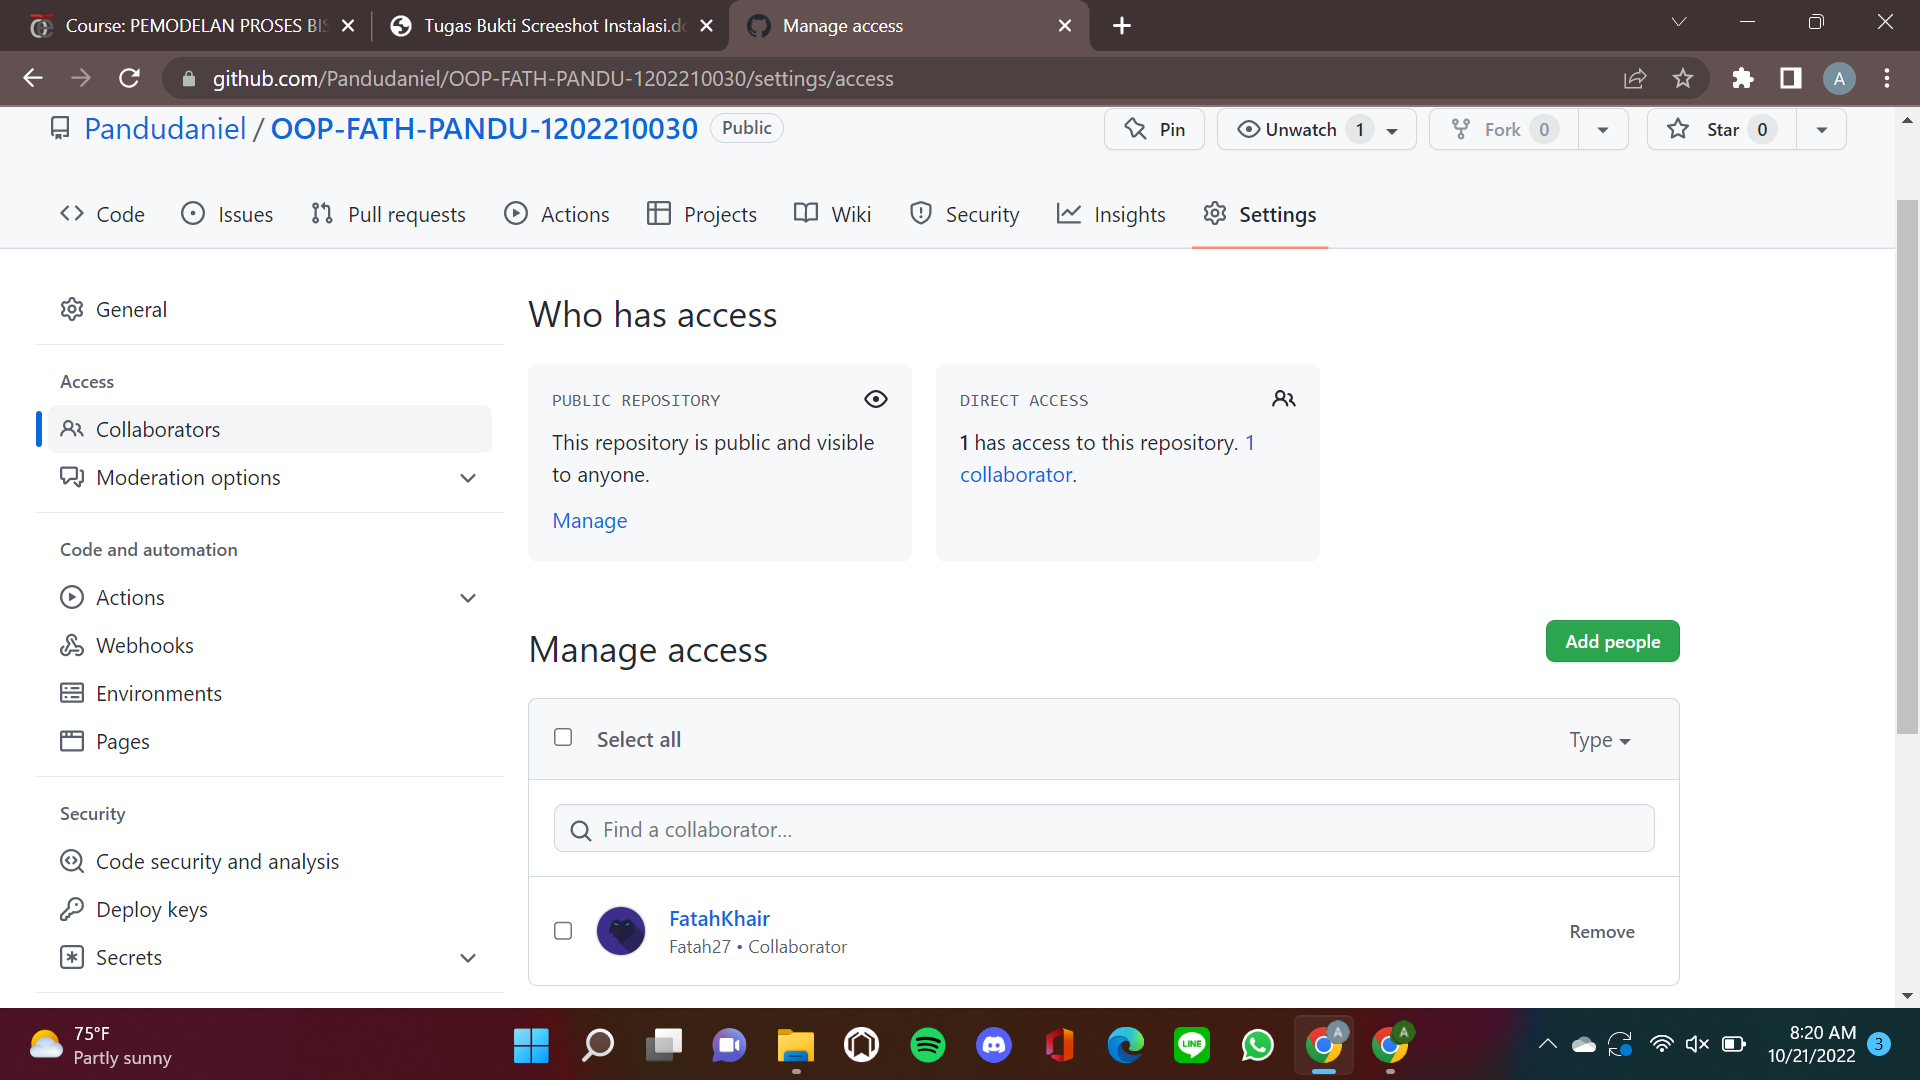 Course: PEMODELAN PROSES BIS
Tugas Bukti Screeshot Instalasi.do
Manage access
github.com/Pandudaniel/OOP-FATH-PANDU-1202210030/settings/access
A
Pandudaniel / OOP-FATH-PANDU-1202210030 Public
Pin
Unwatch 1
Fork 0
Star 0
Code
Issues
Pull requests
Actions
Projects
Wiki
Security
Insights
Settings
General
Access
Collaborators
Moderation options
Code and automation
Actions
Webhooks
Environments
Pages
Security
Code security and analysis
Deploy keys
Secrets
Who has access
PUBLIC REPOSITORY
This repository is public and visible
to anyone.
Manage
DIRECT ACCESS
1 has access to this repository. 1
collaborator.
Manage access
Add people
Select all
Type
Find a collaborator...
FatahKhair
Fatah27 • Collaborator
Remove
75°F
Partly sunny
LINE
A
A
8:20 AM
10/21/2022
3